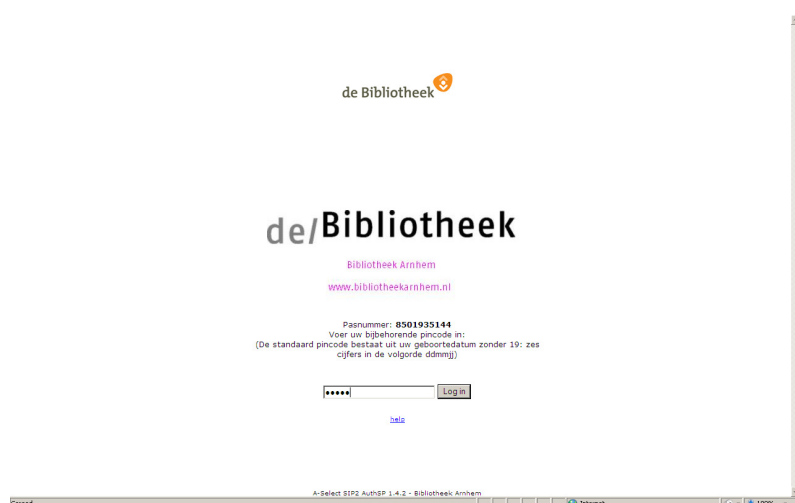 de Bibliotheek
de/Bibliotheek
Bibliotheek Arnhem
www.bibliotheekarnhem.nl
Pasnummer: 8501935144
Voer uw bijbehorende pincode in:
(De standaard pincode bestaat uit uw geboortedatum zonder 19: zes
cijfers in de volgorde ddmmjj)
•••••
Log in
help
A-Select SIP2 AuthSP 1.4.2 - Bibliotheek Arnhem